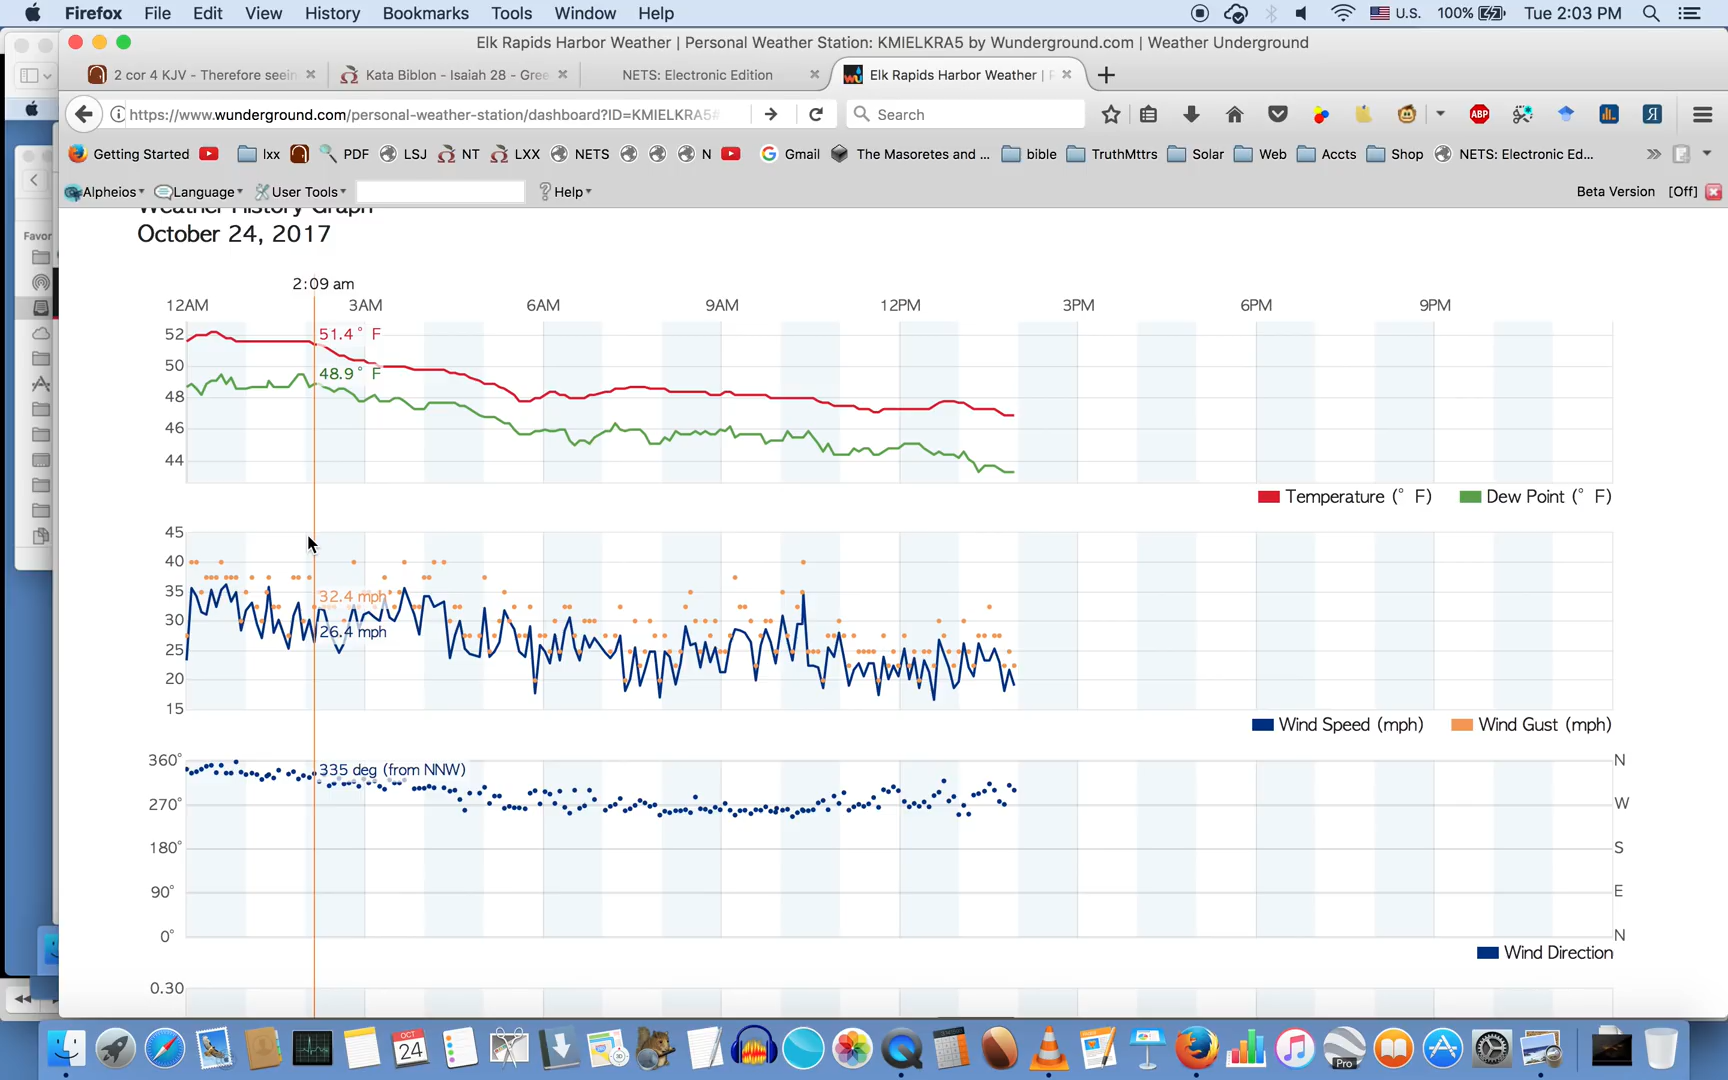 Firefox File Edit View History Bookmarks Tools Window Help U.S. 100% Tue 2:03 PM
Elk Rapids Harbor Weather | Personal Weather Station: KMIELKRA5 by Wunderground.com | Weather Underground
2 cor 4 KJV - Therefore seein Kata Biblon - Isaiah 28 - Gree NETS: Electronic Edition Elk Rapids Harbor Weather | P
https://www.wunderground.com/personal-weather-station/dashboard?ID=KMIELKRA5# Search ABP
Getting Started lxx PDF LSJ NT LXX NETS N Gmail The Masoretes and ... bible TruthMttrs Solar Web Accts Shop NETS: Electronic Ed...
Alpheios Language User Tools Help Beta Version [Off]
Favor
Weather History Graph
October 24, 2017
2:09 am
12AM 3AM 6AM 9AM 12PM 3PM 6PM 9PM
52
51.4° F
50
48.9° F
48
46
44
Temperature (° F) Dew Point (° F)
45
40
35
32.4 mph
30
26.4 mph
25
20
15
Wind Speed (mph) Wind Gust (mph)
360° N
335 deg (from NNW)
270° W
180° S
90° E
0° N
Wind Direction
0.30
OCT
24
3D
Pro